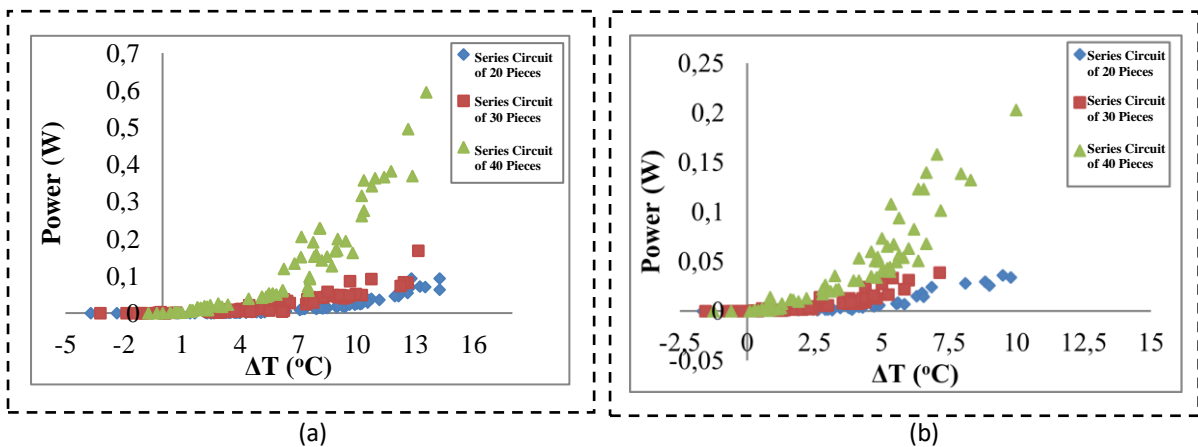 0,7
0,6
0,5
0,4
0,3
0,2
0,1
0
-5 -2 1 4 7 10 13 16
Power (W)
ΔT (°C)
Series Circuit
of 20 Pieces
Series Circuit
of 30 Pieces
Series Circuit
of 40 Pieces
(a)
0,25
0,2
0,15
0,1
0,05
0
-0,05
-2,5 0 2,5 5 7,5 10 12,5 15
Power (W)
ΔT (°C)
Series Circuit
of 20 Pieces
Series Circuit
of 30 Pieces
Series Circuit
of 40 Pieces
(b)